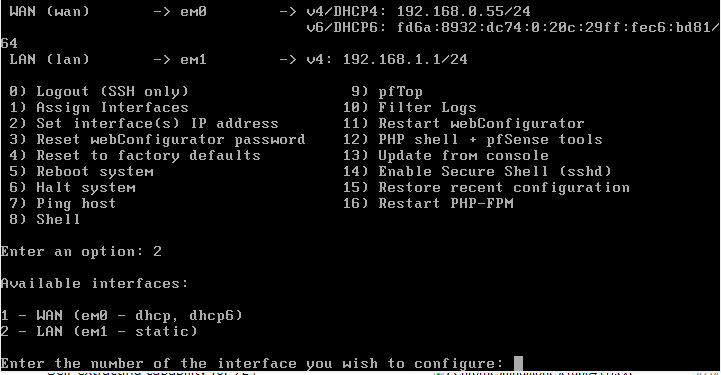 WAN (wan)       -> em0        -> v4/DHCP4: 192.168.0.55/24
                                 v6/DHCP6: fd6a:8932:dc74:0:20c:29ff:fec6:bd81/
64
LAN (lan)       -> em1        -> v4: 192.168.1.1/24
0) Logout (SSH only)                  9) pfTop
1) Assign Interfaces                 10) Filter Logs
2) Set interface(s) IP address       11) Restart webConfigurator
3) Reset webConfigurator password    12) PHP shell + pfSense tools
4) Reset to factory defaults         13) Update from console
5) Reboot system                     14) Enable Secure Shell (sshd)
6) Halt system                       15) Restore recent configuration
7) Ping host                         16) Restart PHP-FPM
8) Shell
Enter an option: 2
Available interfaces:
1 - WAN (em0 - dhcp, dhcp6)
2 - LAN (em1 - static)
Enter the number of the interface you wish to configure: